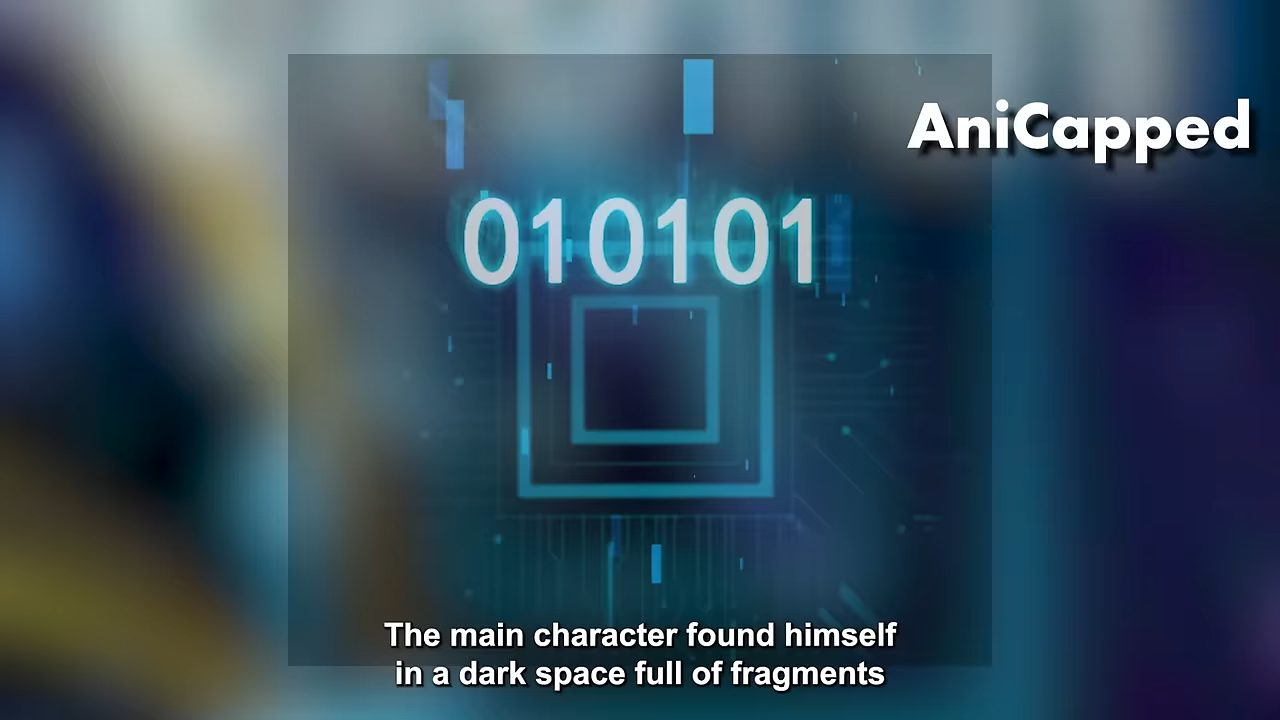 AniCapped
010101
The main character found himself
in a dark space full of fragments